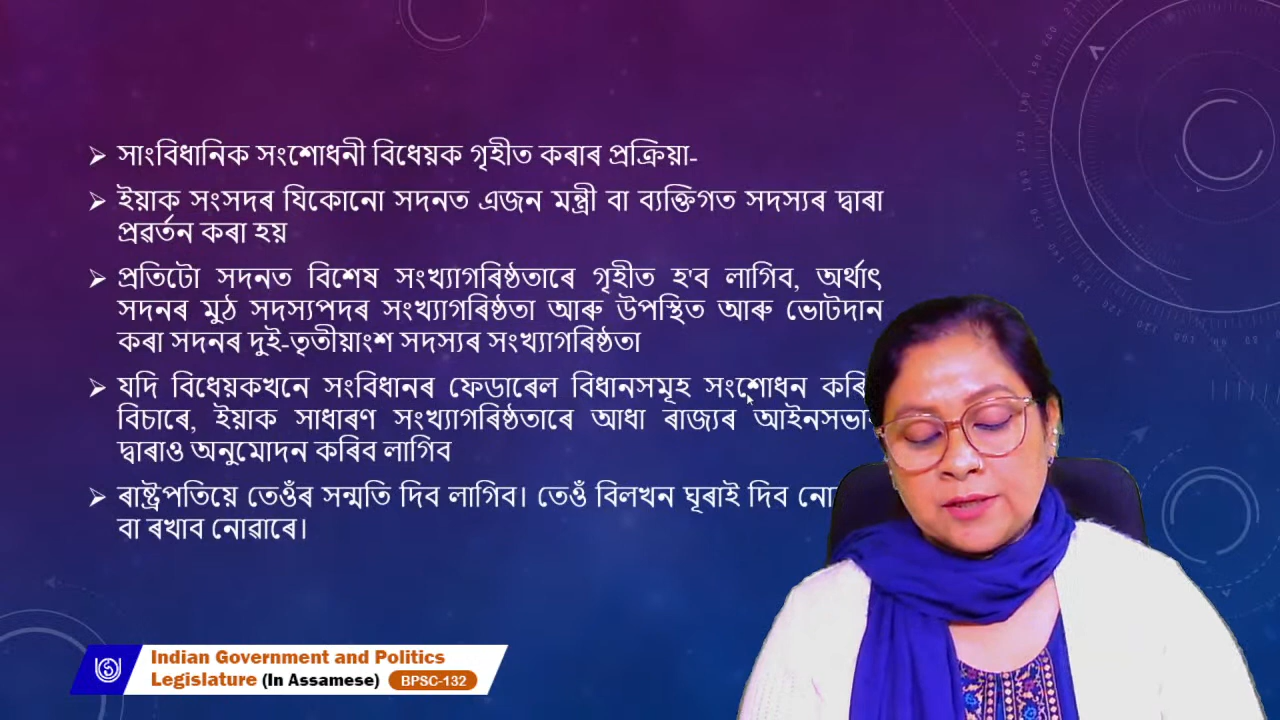 সাংবিধানিক সংশোধনী বিধেয়ক গৃহীত কৰাৰ প্ৰক্ৰিয়া-
ইয়াক সংসদৰ যিকোনো সদনত এজন মন্ত্ৰী বা ব্যক্তিগত সদস্যৰ দ্বাৰা
প্ৰৱৰ্তন কৰা হয়
প্ৰতিটো সদনত বিশেষ সংখ্যাগৰিষ্ঠতাৰে গৃহীত হ'ব লাগিব, অৰ্থাৎ
সদনৰ মুঠ সদস্যপদৰ সংখ্যাগৰিষ্ঠতা আৰু উপস্থিত আৰু ভোটদান
কৰা সদনৰ দুই-তৃতীয়াংশ সদস্যৰ সংখ্যাগৰিষ্ঠতা
যদি বিধেয়কখনে সংবিধানৰ ফেডাৰেল বিধানসমূহ সংশোধন
বিচাৰে, ইয়াক সাধাৰণ সংখ্যাগৰিষ্ঠতাৰে আধা ৰাজ্যৰ
দ্বাৰাও অনুমোদন কৰিব লাগিব
ৰাষ্ট্ৰপতিয়ে তেওঁৰ সন্মতি দিব লাগিব। তেওঁ বিলখন ঘূৰাই দিব
বা ৰখাব নোৱাৰে।
Indian Government and Politics
Legislature (In Assamese) BPSC-132